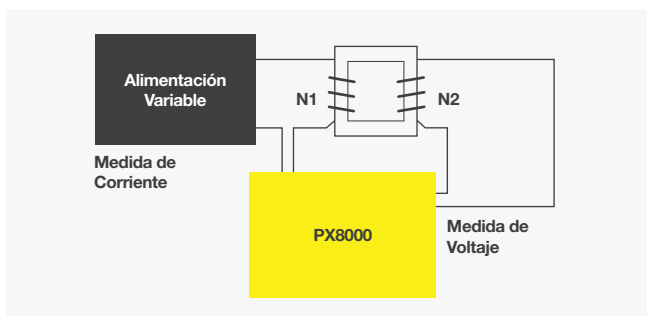 Alimentación
Variable
N1
N2
Medida de
Corriente
PX8000
Medida de
Voltaje